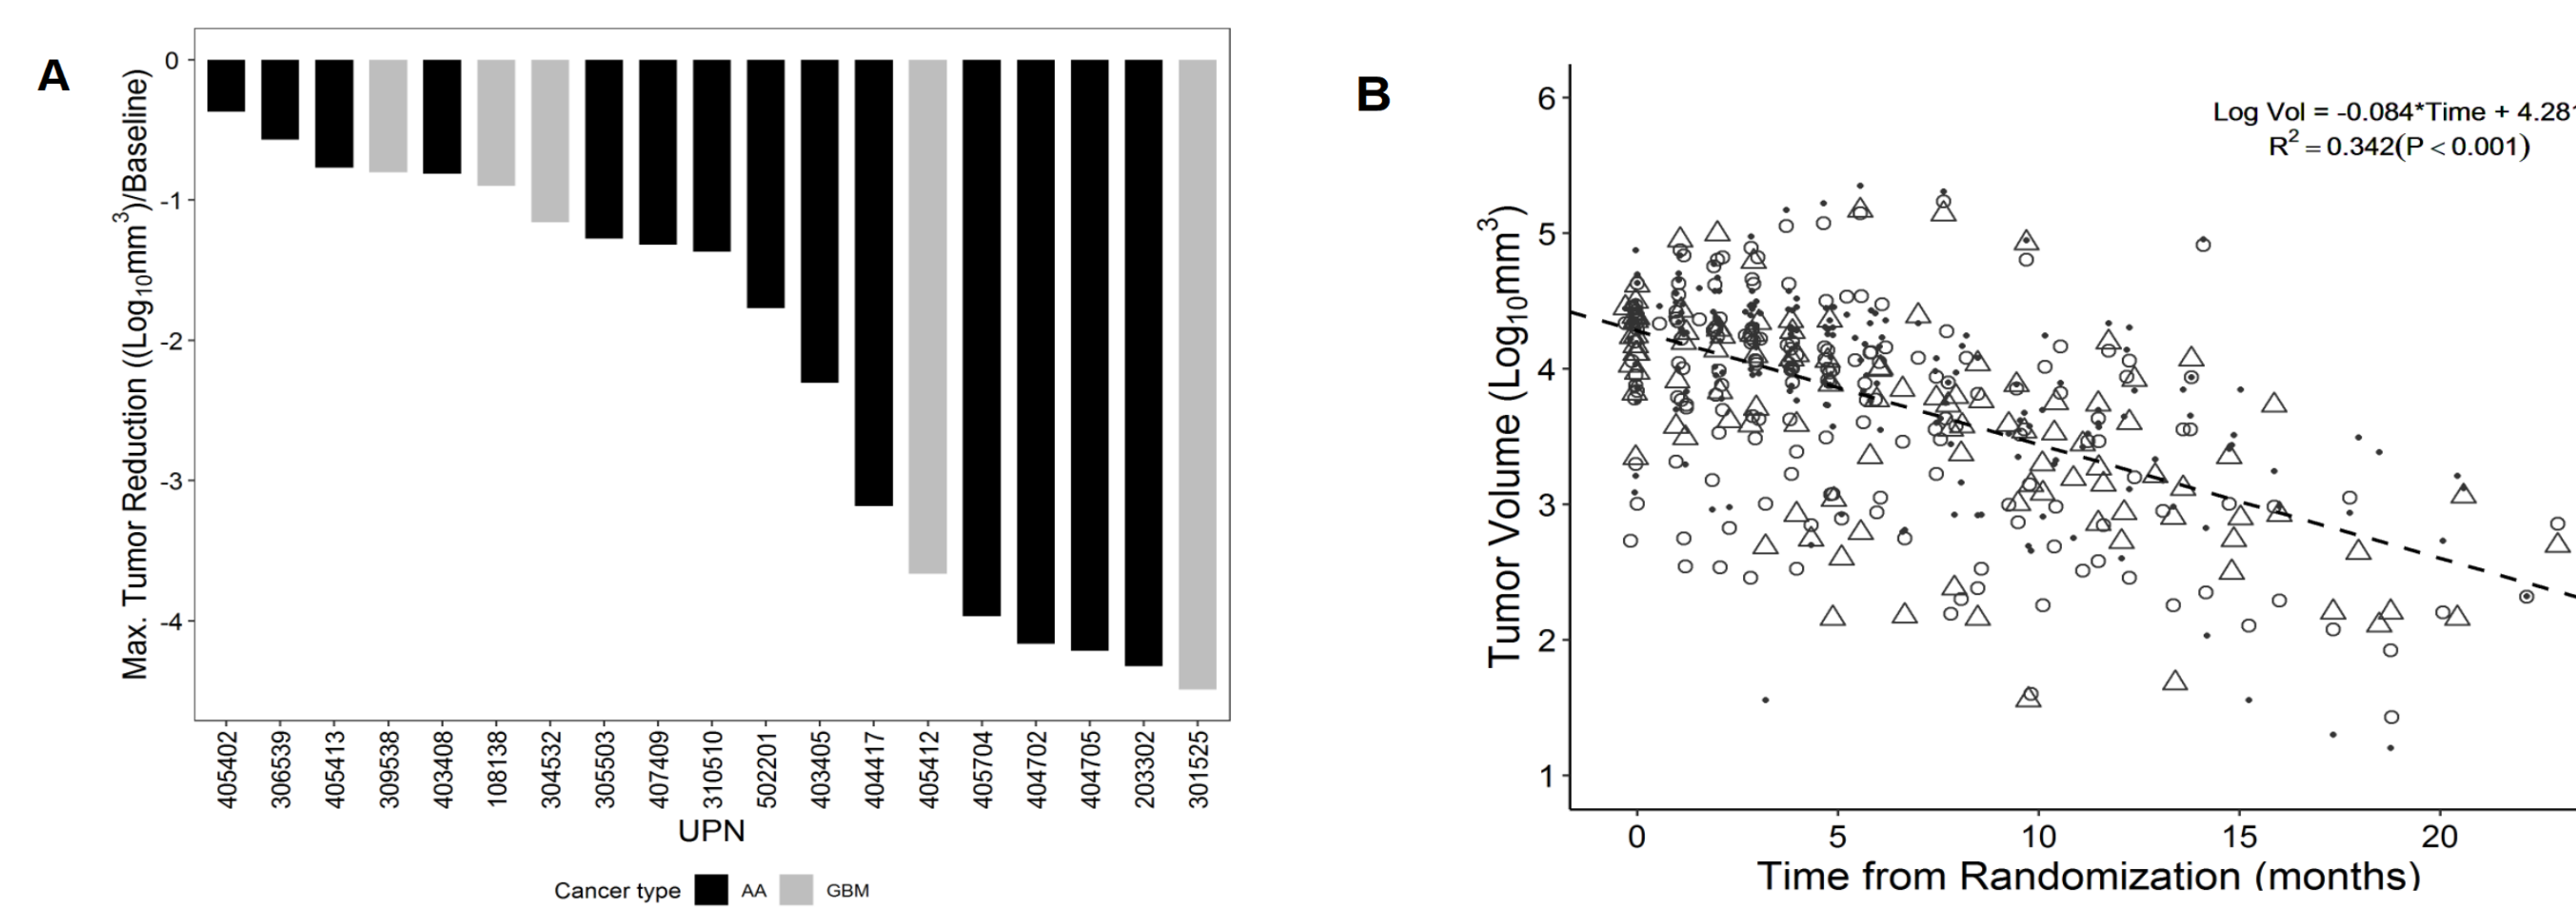 A
Max. Tumor Reduction ((Log10mm3)/Baseline)
0
-1
-2
-3
-4
405402 306539 405413 309538 403408 108138 304532 305503 407409 310510 502201 403405 404417 405412 405704 404702 404705 203302 301525
UPN
Cancer type AA GBM
B
Log Vol = -0.084*Time + 4.281
R2 = 0.342(P < 0.001)
Tumor Volume (Log10mm3)
6
5
4
3
2
1
0 5 10 15 20
Time from Randomization (months)